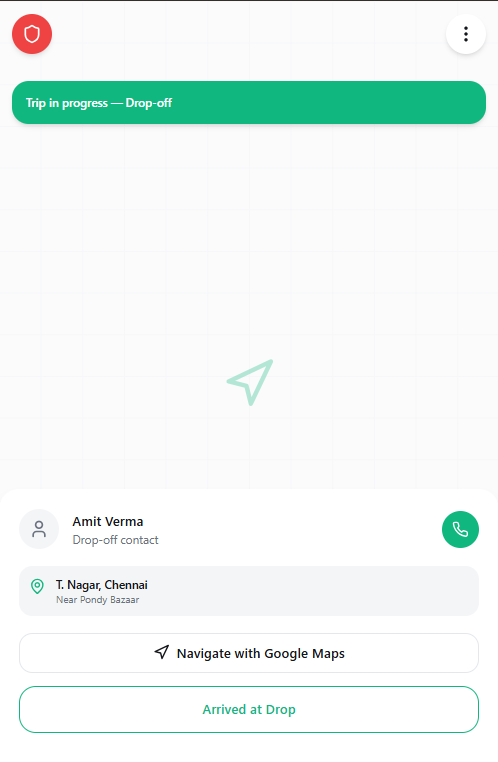 Trip in progress — Drop-off
Amit Verma
Drop-off contact
T. Nagar, Chennai
Near Pondy Bazaar
Navigate with Google Maps
Arrived at Drop